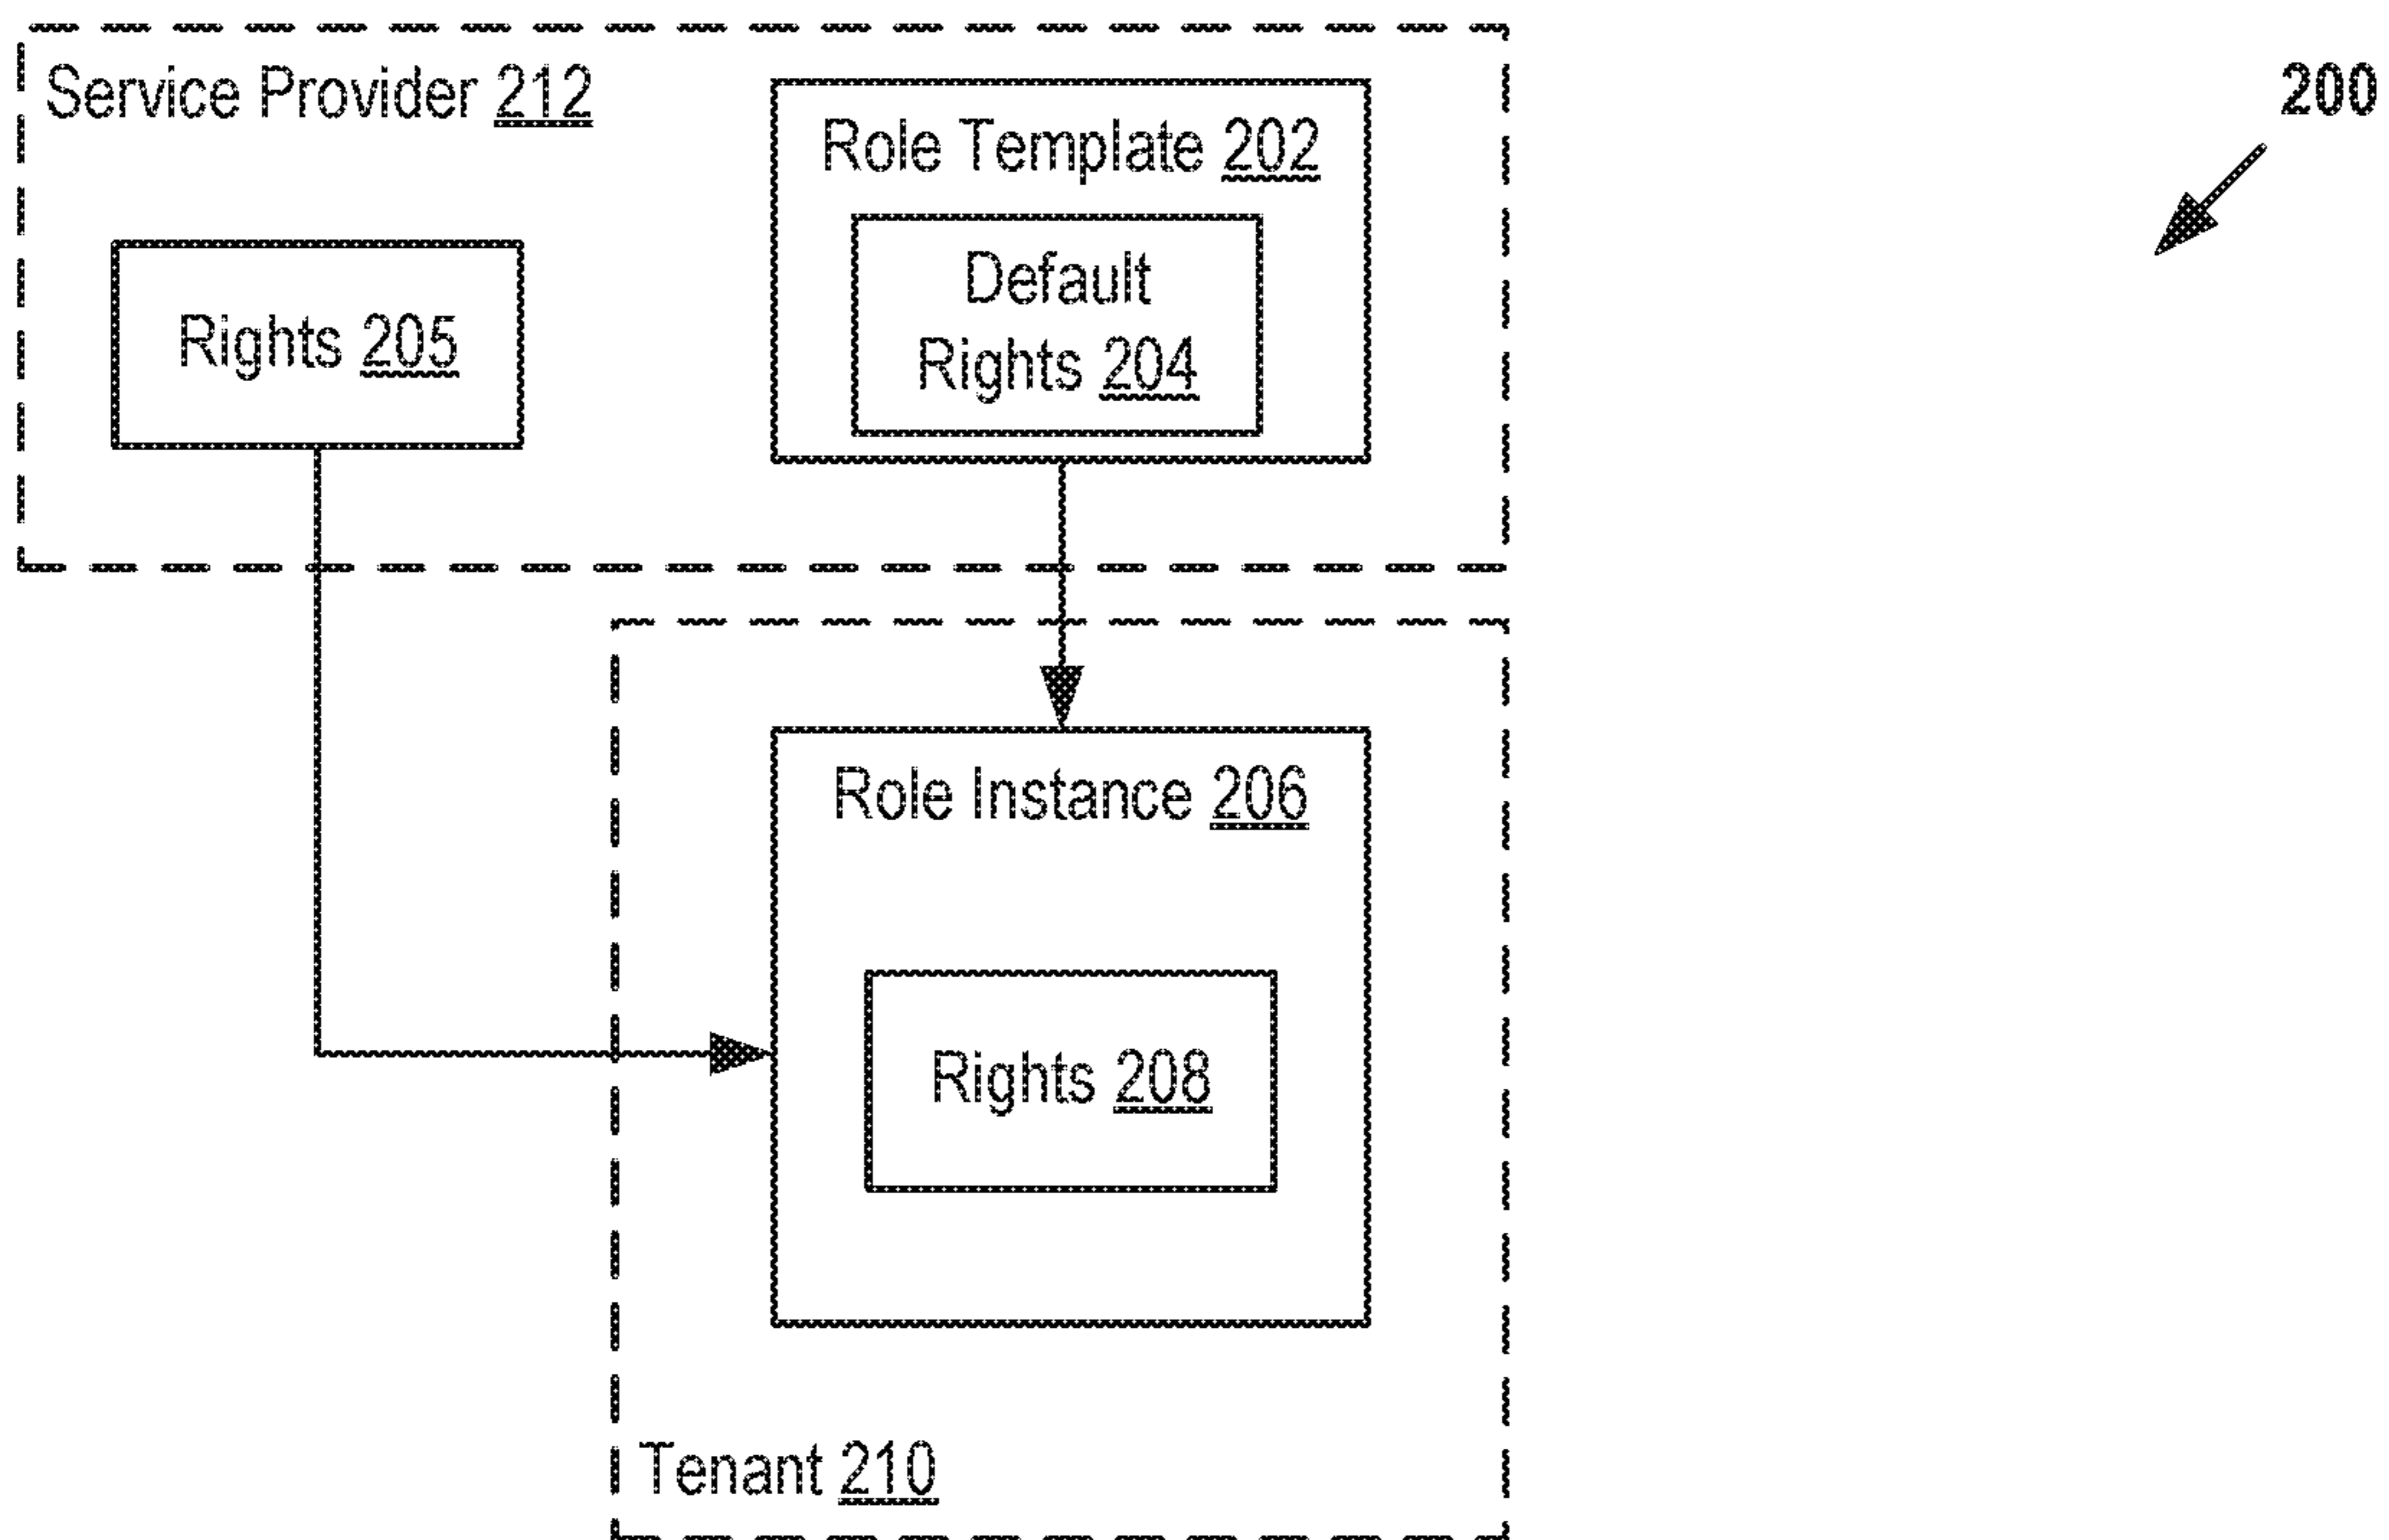 Service Provider 212
200
Role Template 202
Default
Rights 204
Rights 205
Role Instance 206
Rights 208
Tenant 210